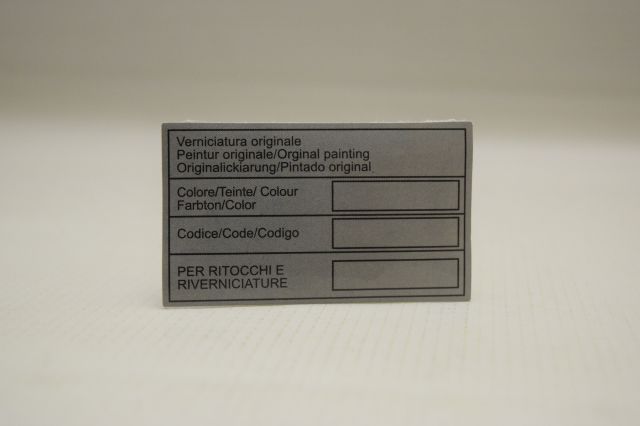 Verniciatura originale
Peintur originale/Orginal painting
Originalickiarung/Pintado original
Colore/Teinte/ Colour
Farbton/Color
Codice/Code/Codigo
PER RITOCCHI E
RIVERNICIATURE